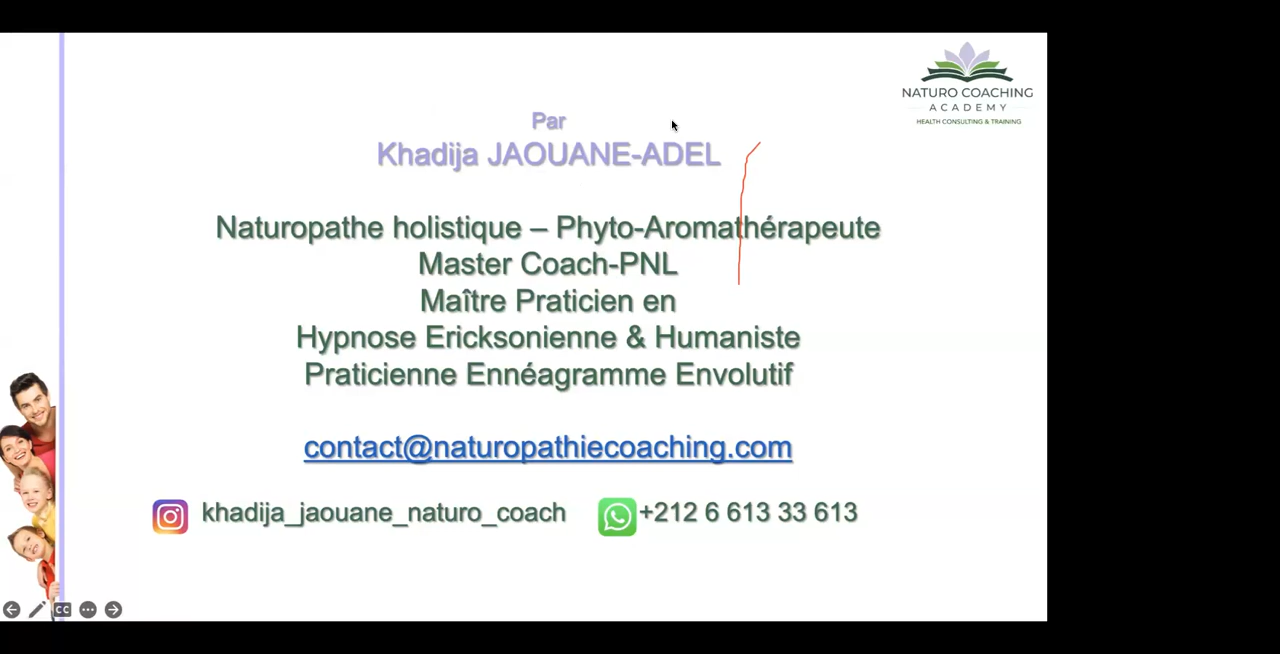 NATURO COACHING
ACADEMY
HEALTH CONSULTING & TRAINING
Par
Khadija JAOUANE-ADEL
Naturopathe holistique – Phyto-Aromathérapeute
Master Coach-PNL
Maître Praticien en
Hypnose Ericksonienne & Humaniste
Praticienne Ennéagramme Envolutif
contact@naturopathiecoaching.com
khadija_jaouane_naturo_coach
+212 6 613 33 613
CC